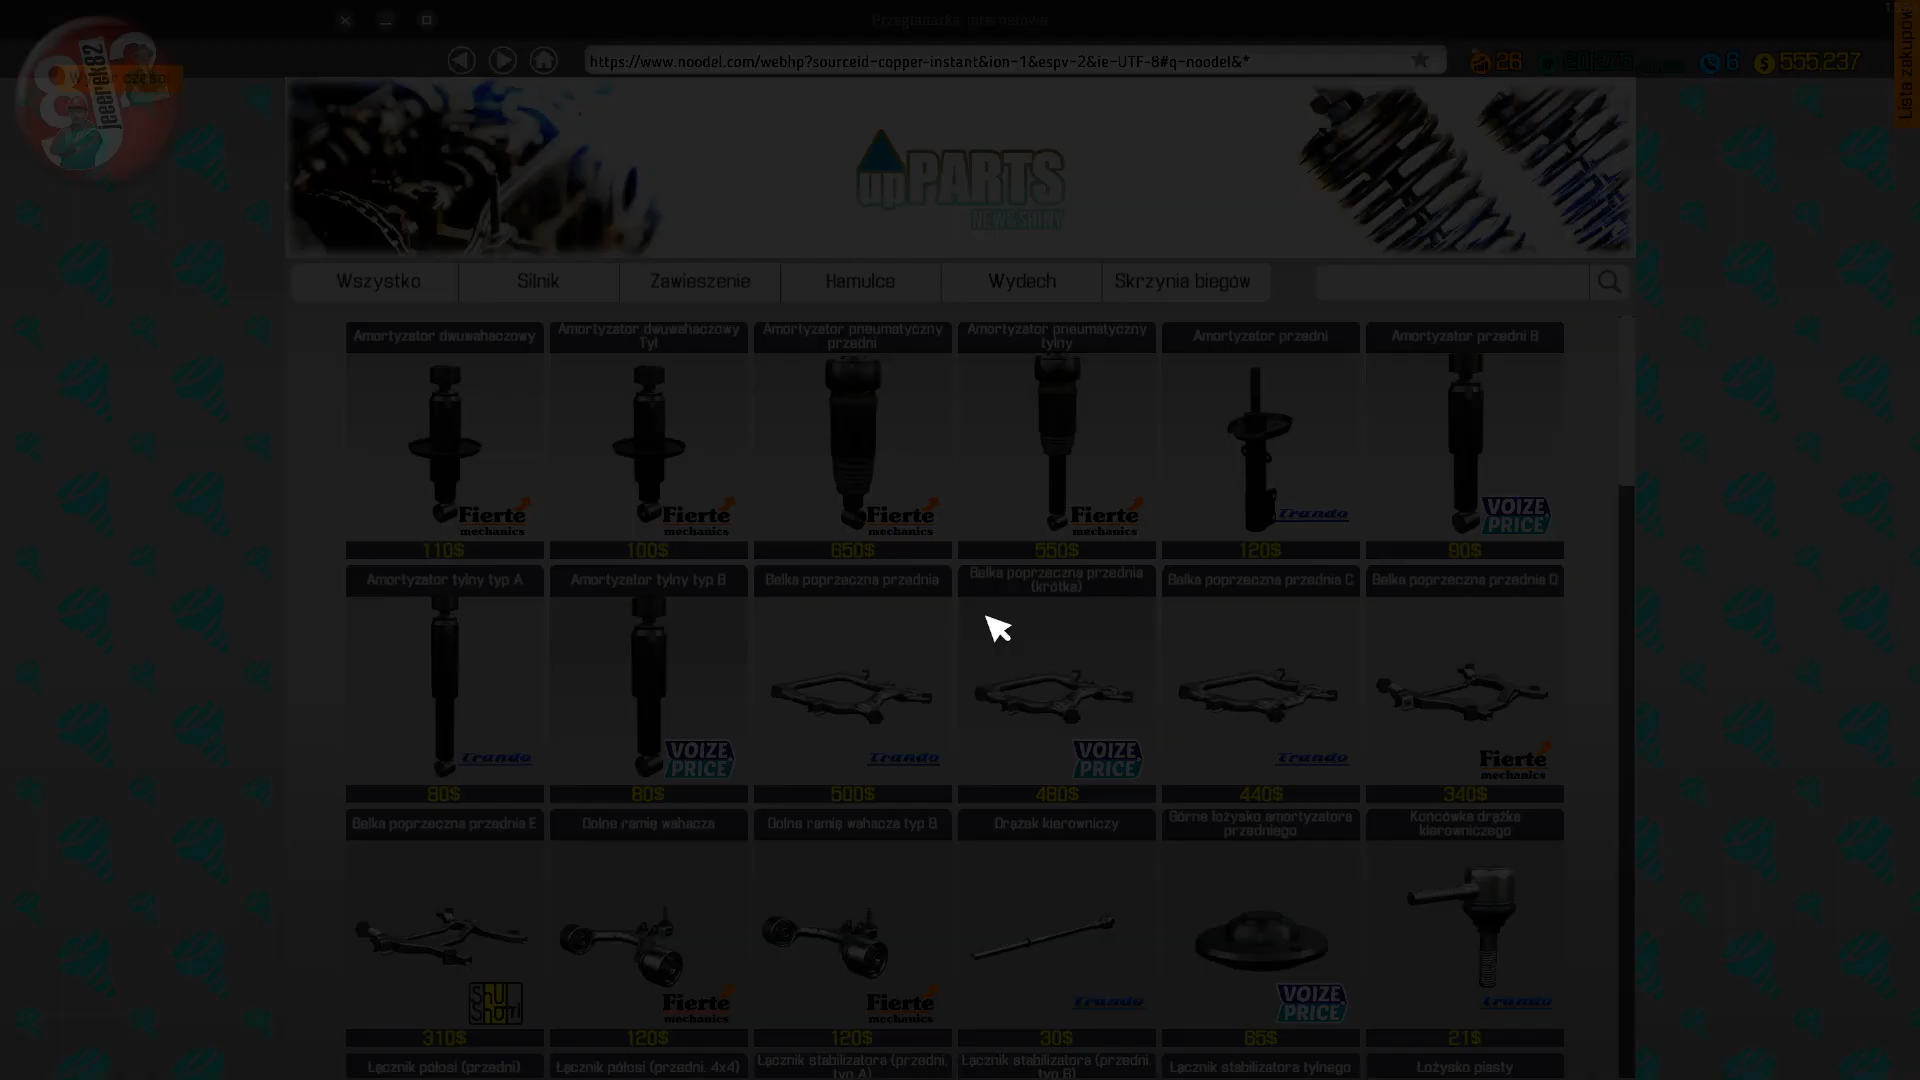 Przeglądarka internetowa
https://www.noodel.com/webhp?sourceid-copper-instant&ion-1&espv-2&ie-UTF-8#q-noodel&*
26
6
555,237
Lista zakupów
Wybór części
jeeerek82
upPARTS
NEW&SHINY
Wszystko
Silnik
Zawieszenie
Hamulce
Wydech
Skrzynia biegów
Amortyzator dwuwahaczowy
Amortyzator dwuwahaczowy
Tył
Amortyzator pneumatyczny
przedni
Amortyzator pneumatyczny
tylny
Amortyzator przedni
Amortyzator przedni B
Fierte
mechanics
Fierte
mechanics
Fierte
mechanics
Fierte
mechanics
Trando
VOIZE
PRICE
110$
100$
650$
550$
120$
90$
Amortyzator tylny typ A
Amortyzator tylny typ B
Belka poprzeczna przednia
Belka poprzeczna przednia
(krótka)
Belka poprzeczna przednia C
Belka poprzeczna przednia D
Trando
VOIZE
PRICE
Trando
VOIZE
PRICE
Trando
Fierte
mechanics
80$
80$
500$
480$
440$
340$
Belka poprzeczna przednia E
Dolne ramię wahacza
Dolne ramię wahacza typ B
Drążek kierowniczy
Górne łożysko amortyzatora
przedniego
Końcówka drążka
kierowniczego
Fierte
mechanics
Fierte
mechanics
Trando
VOIZE
PRICE
Trando
310$
120$
120$
30$
65$
21$
Łącznik półosi (przedni)
Łącznik półosi (przedni. 4x4)
Łącznik stabilizatora (przedni.
typ A)
Łącznik stabilizatora (przedni.
typ B)
Łącznik stabilizatora tylnego
Łożysko piasty